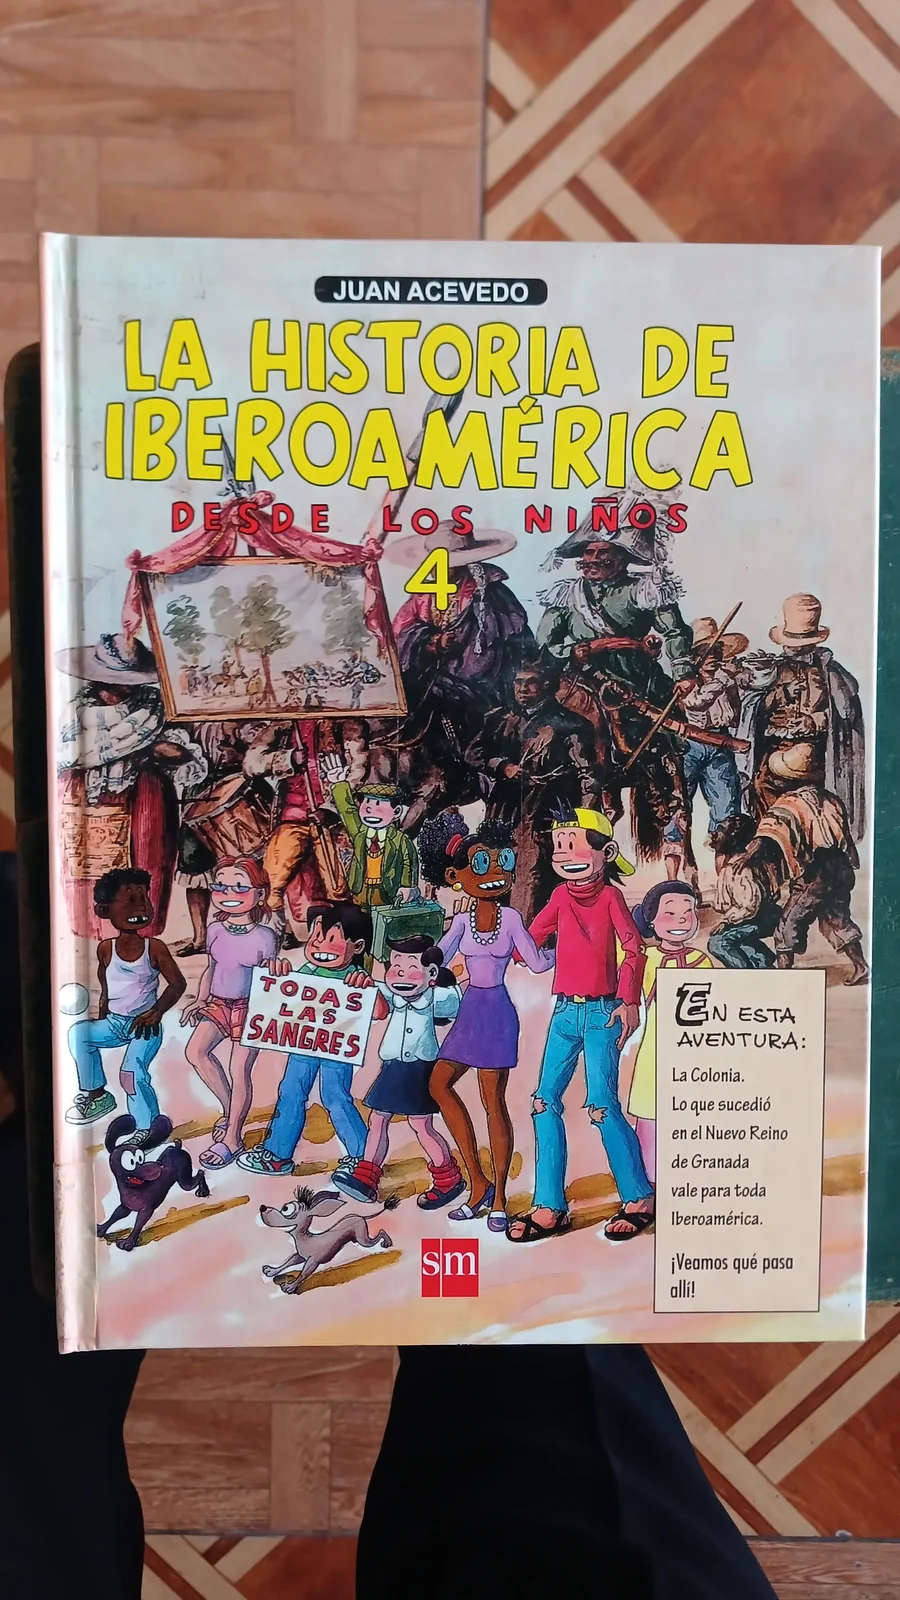 JUAN ACEVEDO
LA HISTORIA DE
IBEROAMÉRICA
DESDE LOS NIÑOS
4
TODAS
LAS
SANGRES
EN ESTA
AVENTURA:
La Colonia.
Lo que sucedió
en el Nuevo Reino
de Granada
vale para toda
Iberoamérica.
¡Veamos qué pasa
allí!
sm